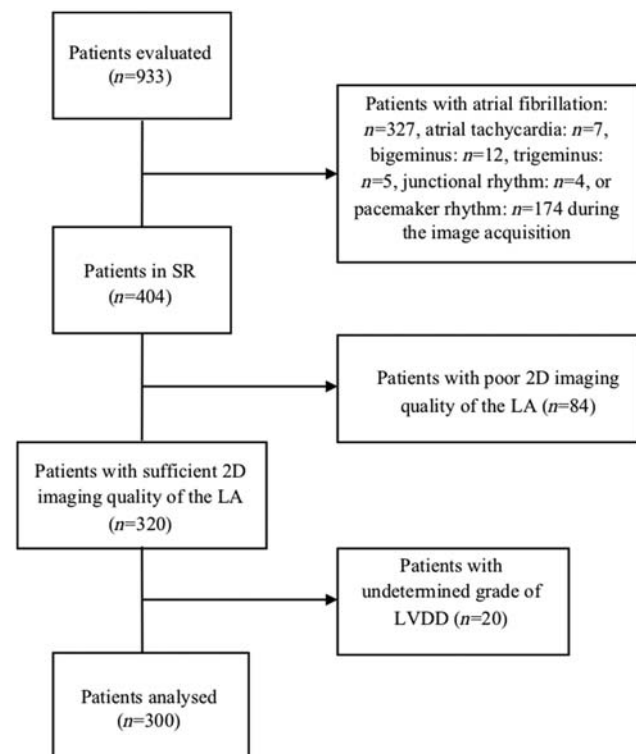 Patients evaluated
(n=933)
Patients with atrial fibrillation:
n=327, atrial tachycardia: n=7,
bigeminus: n=12, trigeminus:
n=5, junctional rhythm: n=4, or
pacemaker rhythm: n=174 during
the image acquisition
Patients in SR
(n=404)
Patients with poor 2D imaging
quality of the LA (n=84)
Patients with sufficient 2D
imaging quality of the LA
(n=320)
Patients with
undetermined grade of
LVDD (n=20)
Patients analysed
(n=300)